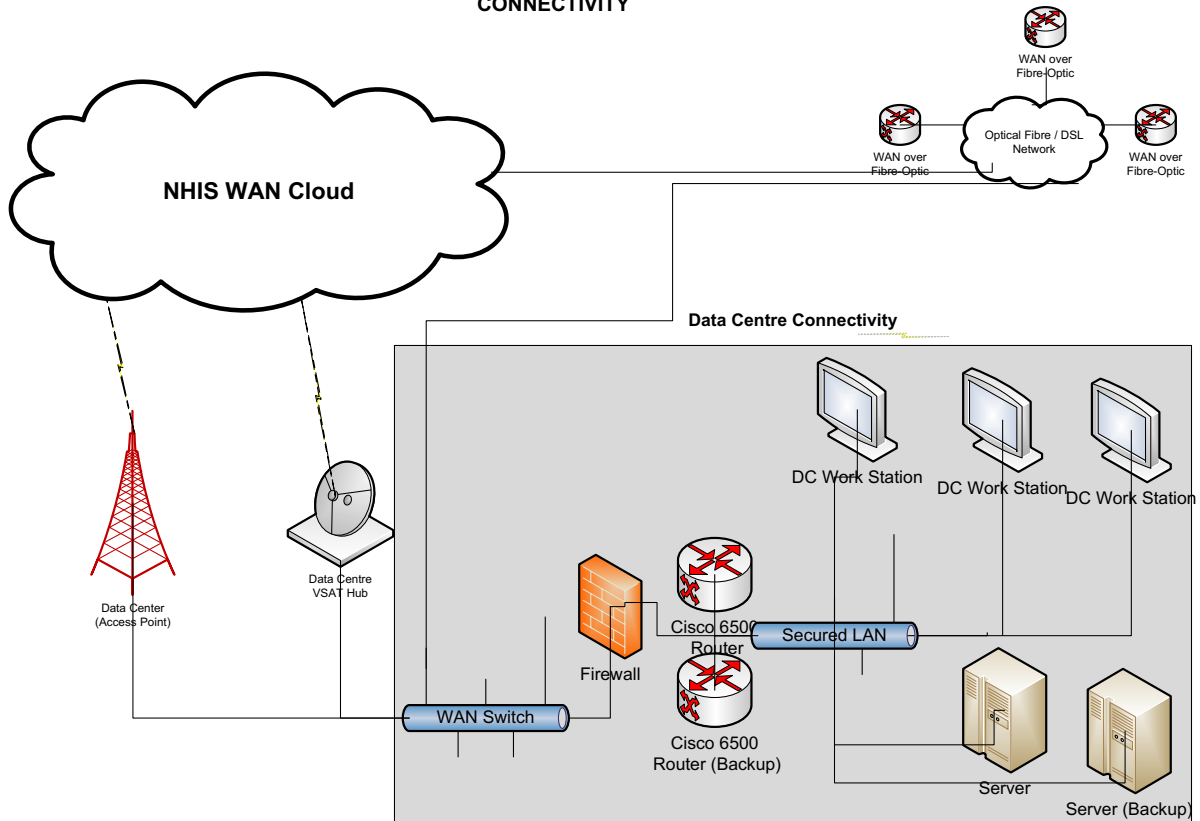 CONNECTIVITY
WAN over
Fibre-Optic
WAN over
Fibre-Optic
Optical Fibre / DSL
Network
WAN over
Fibre-Optic
NHIS WAN Cloud
Data Centre Connectivity
DC Work Station
DC Work Station
DC Work Station
Data Centre
VSAT Hub
Data Center
(Access Point)
Firewall
Cisco 6500
Router
Secured LAN
WAN Switch
Cisco 6500
Router (Backup)
Server
Server (Backup)